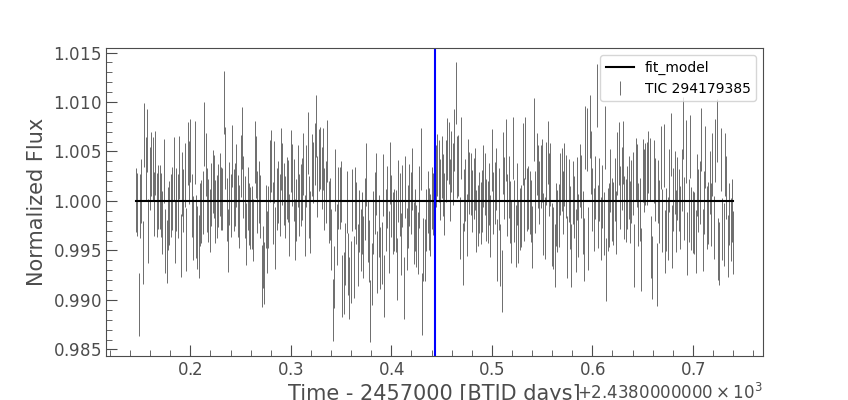 1.015
1.010
1.005
1.000
0.995
0.990
0.985
Normalized Flux
fit_model
TIC 294179385
0.2 0.3 0.4 0.5 0.6 0.7
Time - 2457000 [BTJD days]
+2.4380000000 × 10³